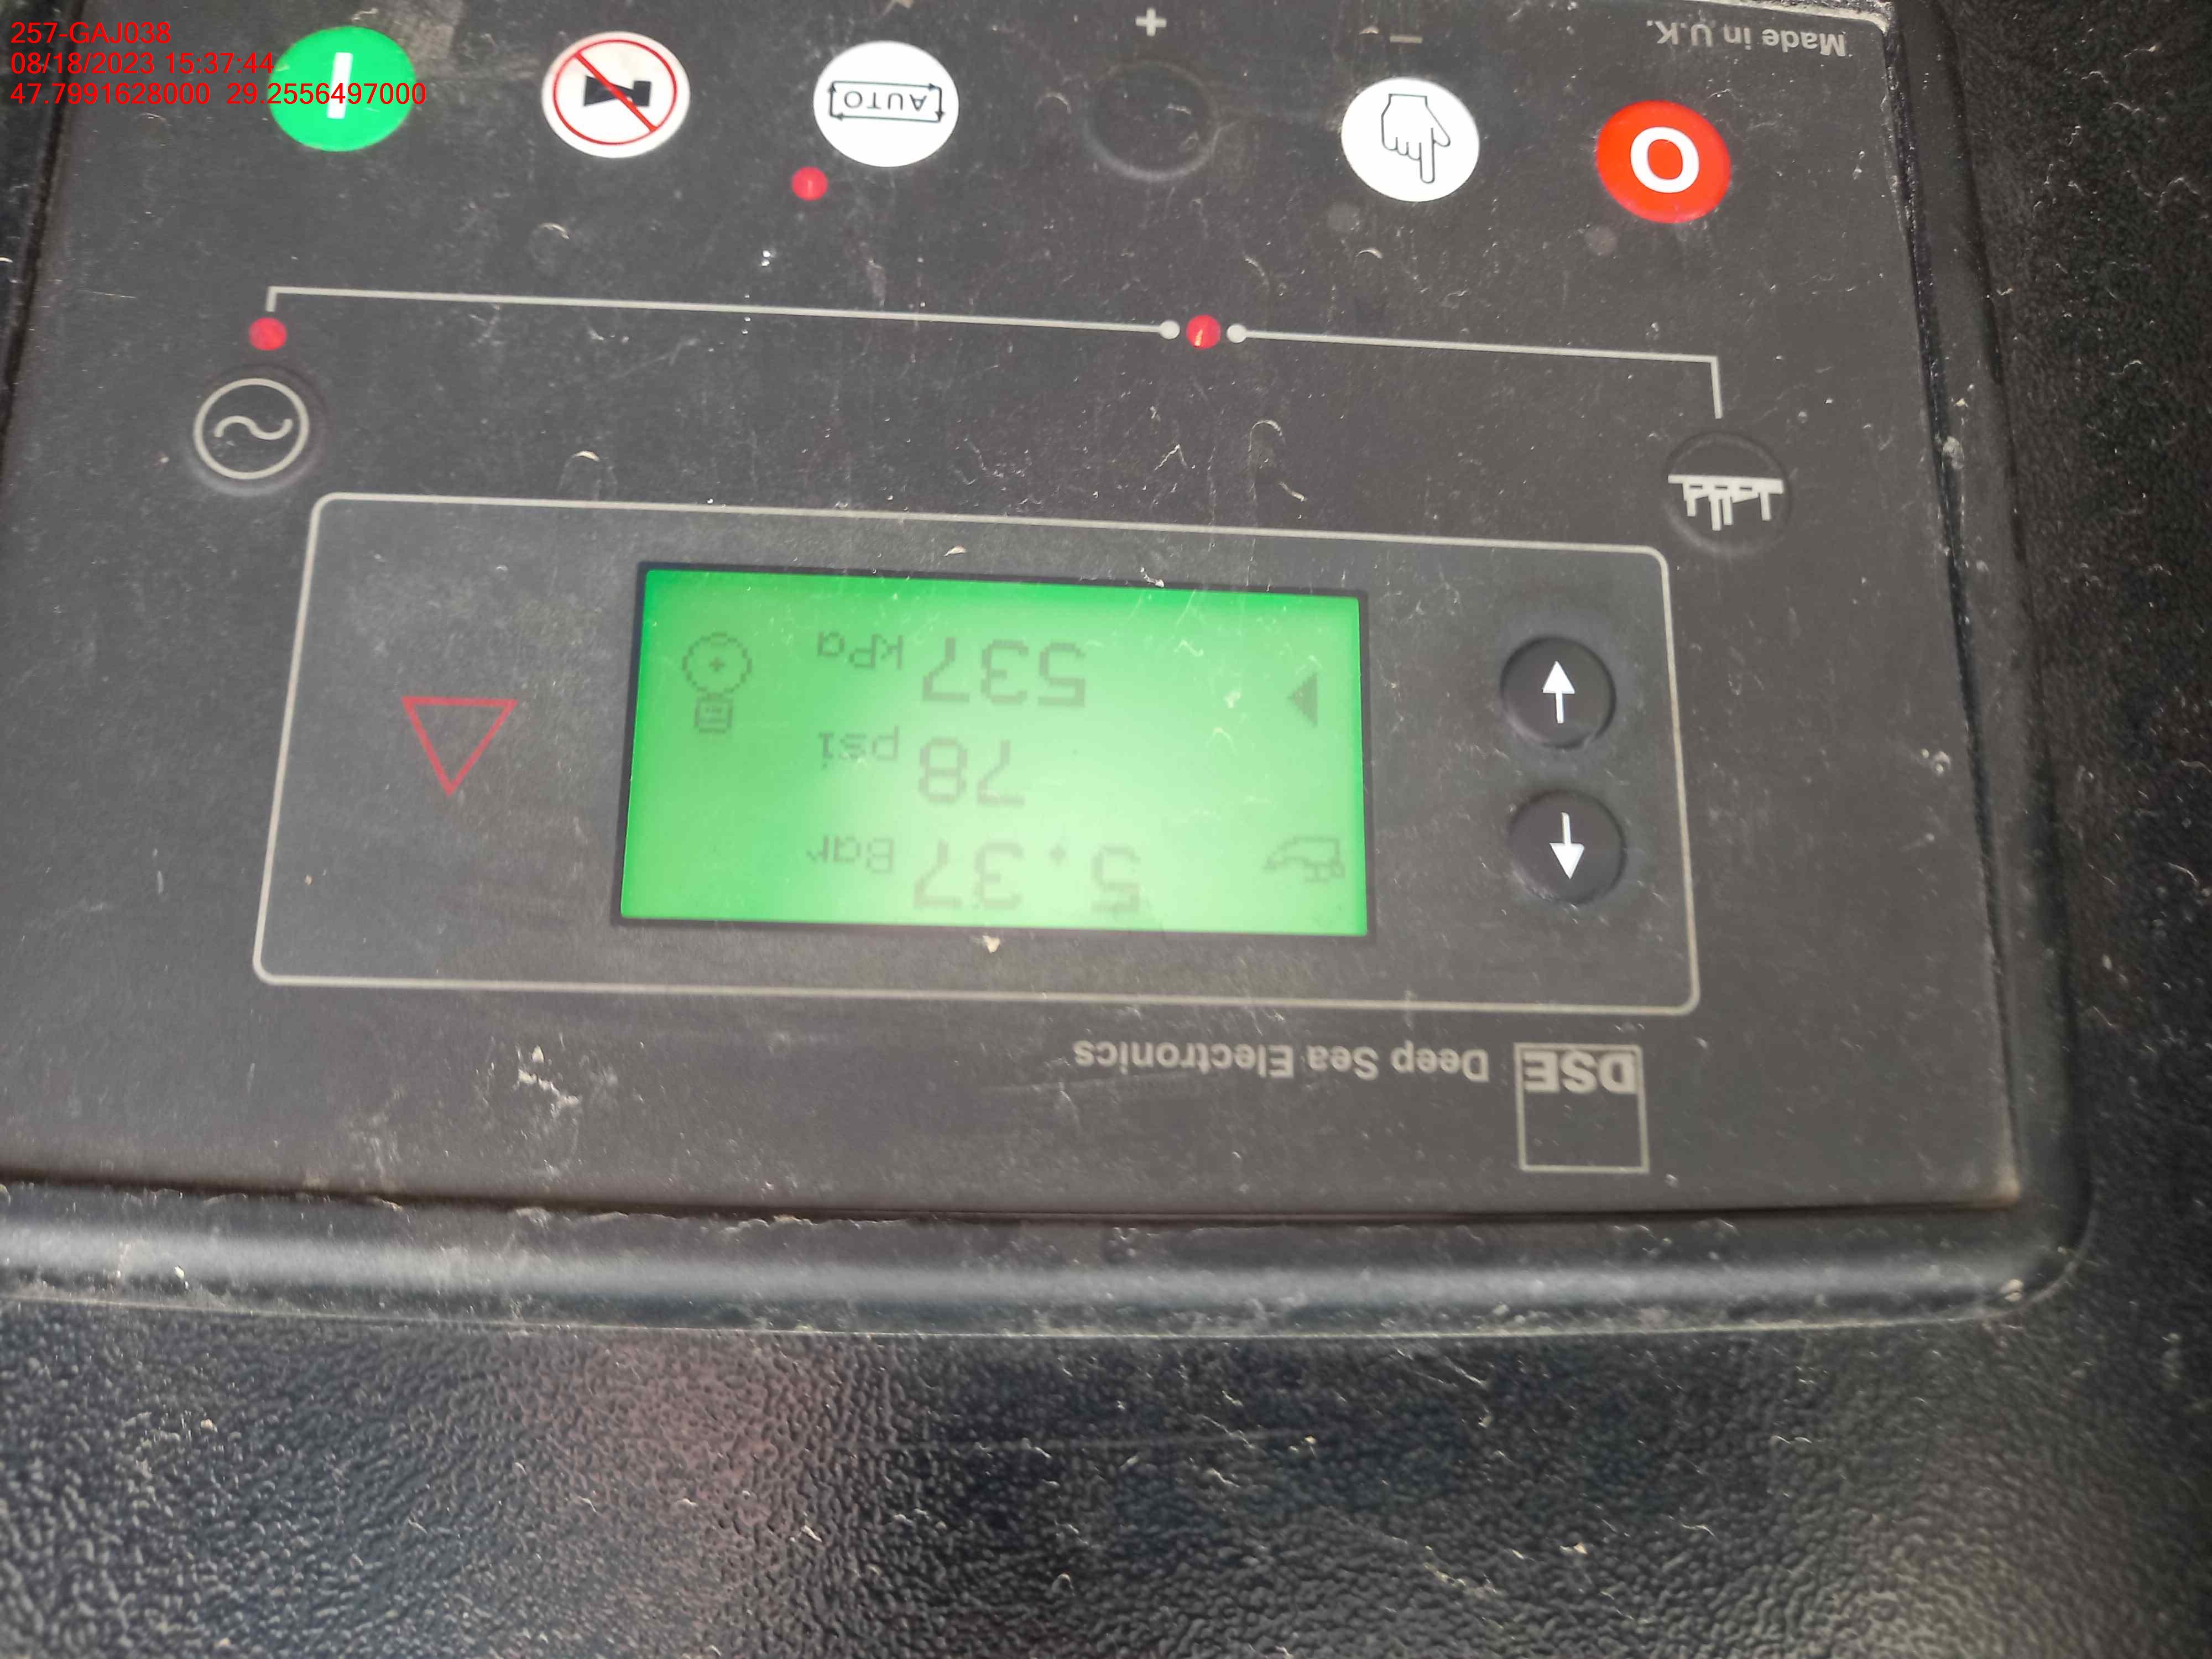 257-GAJ038
08/18/2023 15:37:44
47.7991628000 29.2556497000
DSE Deep Sea Electronics
5.37 Bar
78 psi
537 kPa
O
+
−
AUTO
I
Made in U.K.